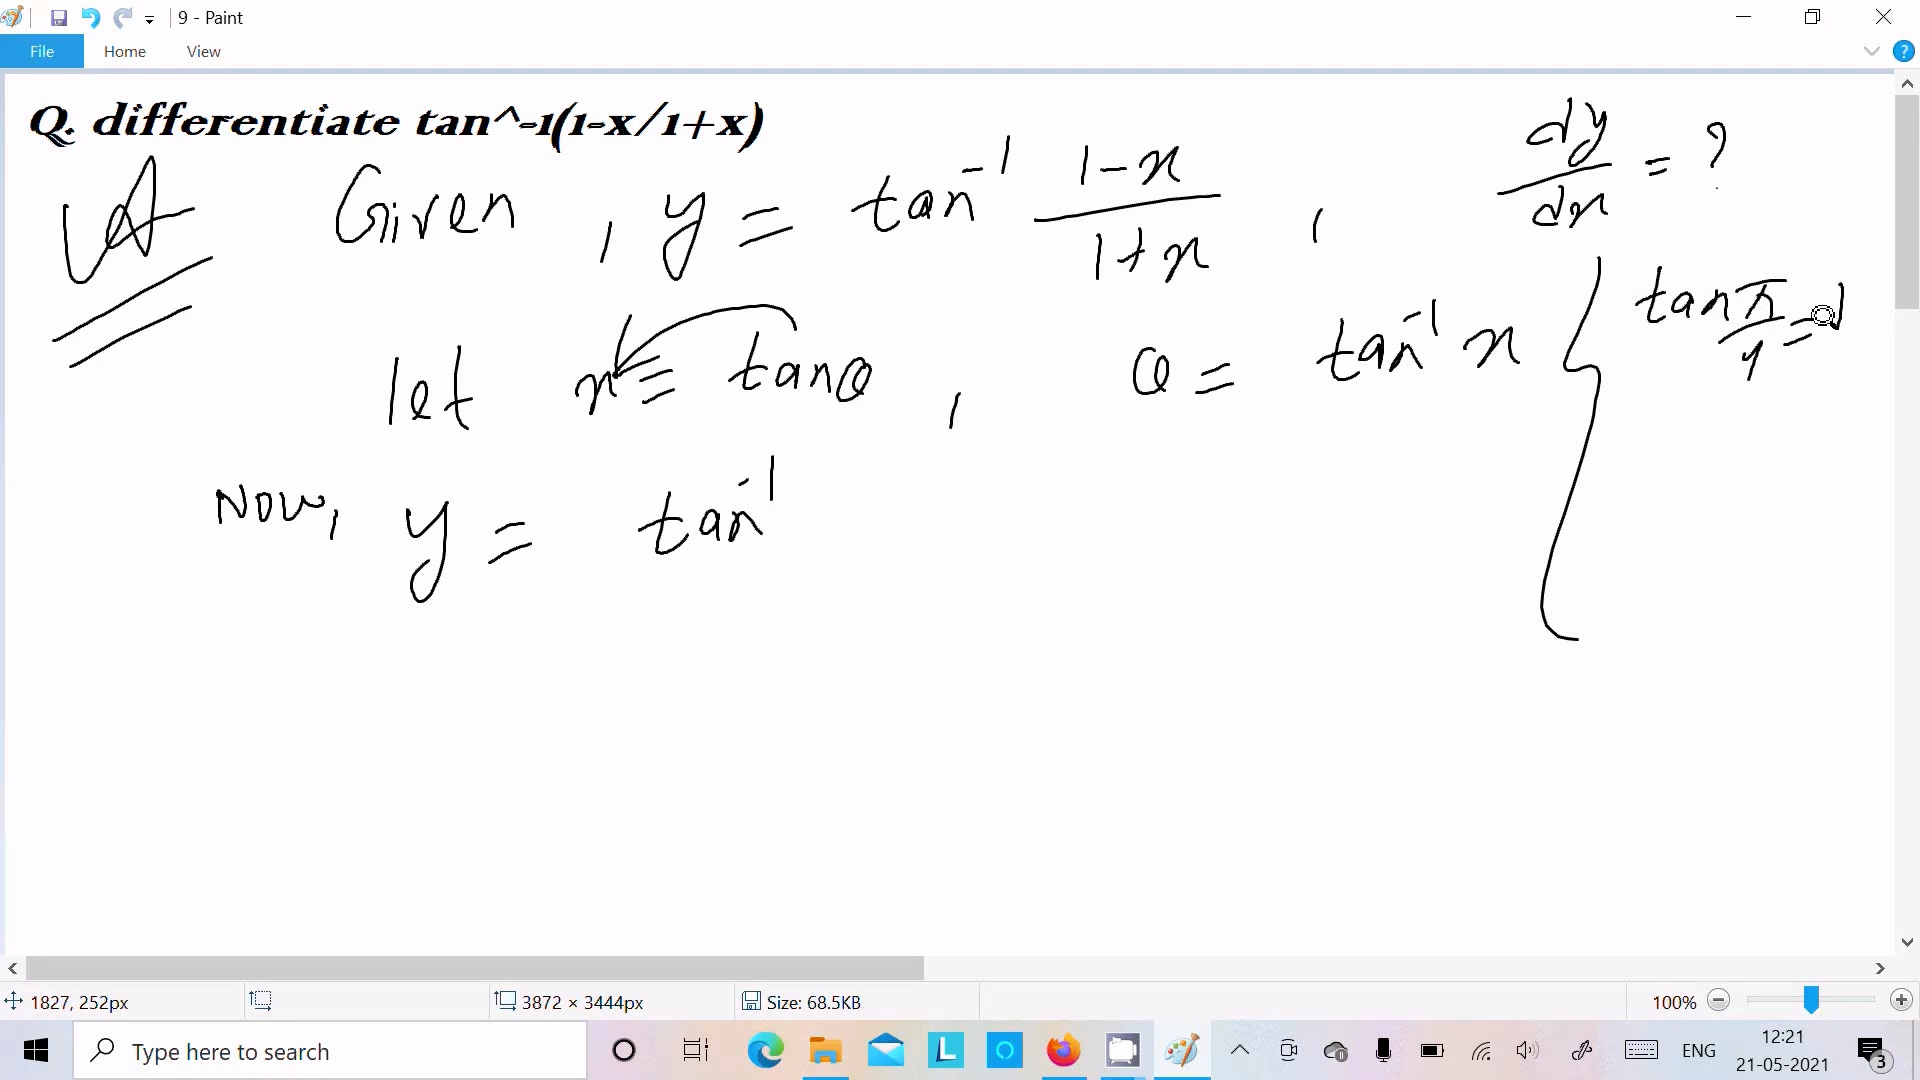 9 - Paint
File Home View
Q. differentiate tan^-1(1-x/1+x)
Given, y = tan⁻¹ (1-x)/(1+x), dy/dx = ?
let x = tanθ, θ = tan⁻¹ x { tan π/4 = 1
Now, y = tan⁻¹
1827, 252px 3872 × 3444px Size: 68.5KB 100%
Type here to search
ENG 12:21
21-05-2021 3